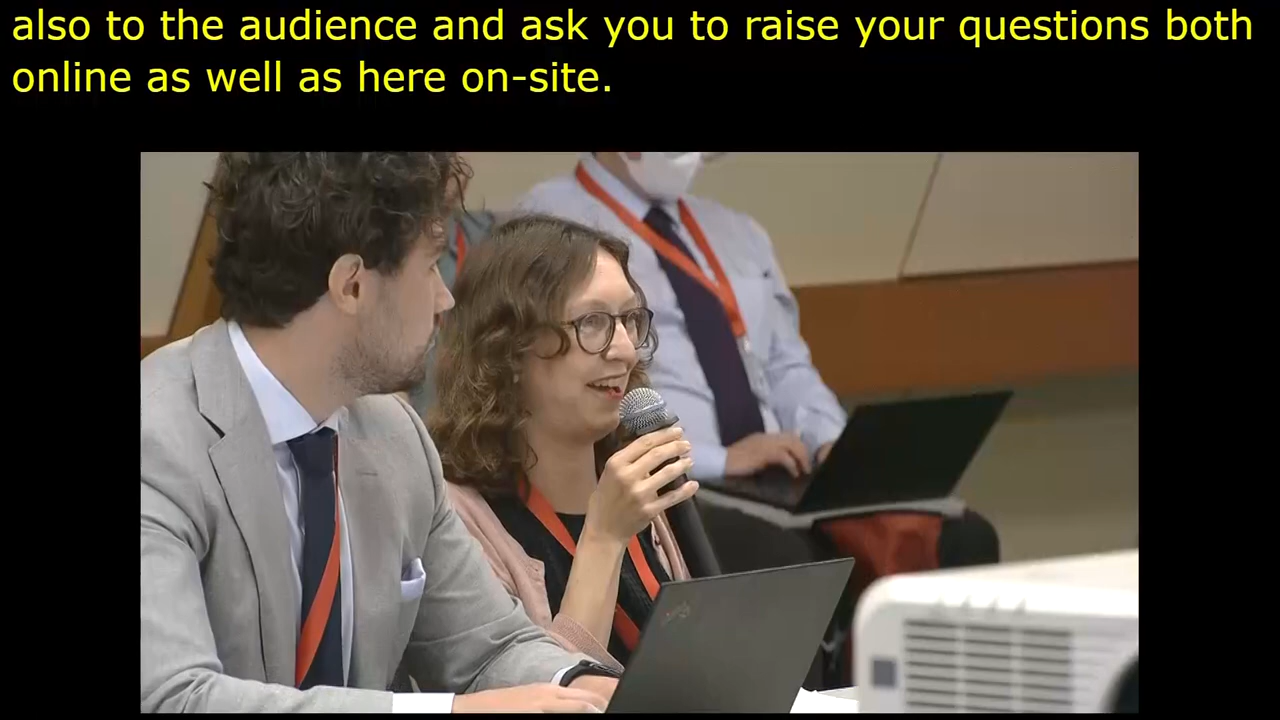 also to the audience and ask you to raise your questions both
online as well as here on-site.